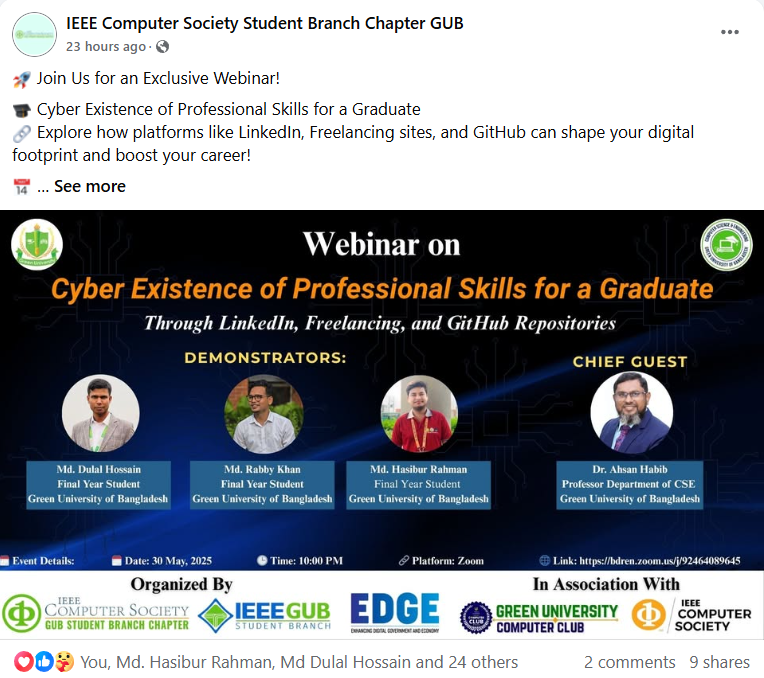 IEEE Computer Society Student Branch Chapter GUB
23 hours ago ·
🚀 Join Us for an Exclusive Webinar!
🎓 Cyber Existence of Professional Skills for a Graduate
🔗 Explore how platforms like LinkedIn, Freelancing sites, and GitHub can shape your digital
footprint and boost your career!
📅 ... See more
Webinar on
Cyber Existence of Professional Skills for a Graduate
Through LinkedIn, Freelancing, and GitHub Repositories
DEMONSTRATORS:
CHIEF GUEST
Md. Dulal Hossain
Final Year Student
Green University of Bangladesh
Md. Rabby Khan
Final Year Student
Green University of Bangladesh
Md. Hasibur Rahman
Final Year Student
Green University of Bangladesh
Dr. Ahsan Habib
Professor Department of CSE
Green University of Bangladesh
Event Details:
Date: 30 May, 2025
Time: 10:00 PM
Platform: Zoom
Link: https://bdren.zoom.us/j/92464089645
Organized By
In Association With
IEEE
COMPUTER SOCIETY
GUB STUDENT BRANCH CHAPTER
IEEE GUB
STUDENT BRANCH
EDGE
ENHANCING DIGITAL GOVERNMENT AND ECONOMY
COMPUTER
CLUB
GREEN UNIVERSITY
COMPUTER CLUB
IEEE
COMPUTER
SOCIETY
You, Md. Hasibur Rahman, Md Dulal Hossain and 24 others
2 comments 9 shares